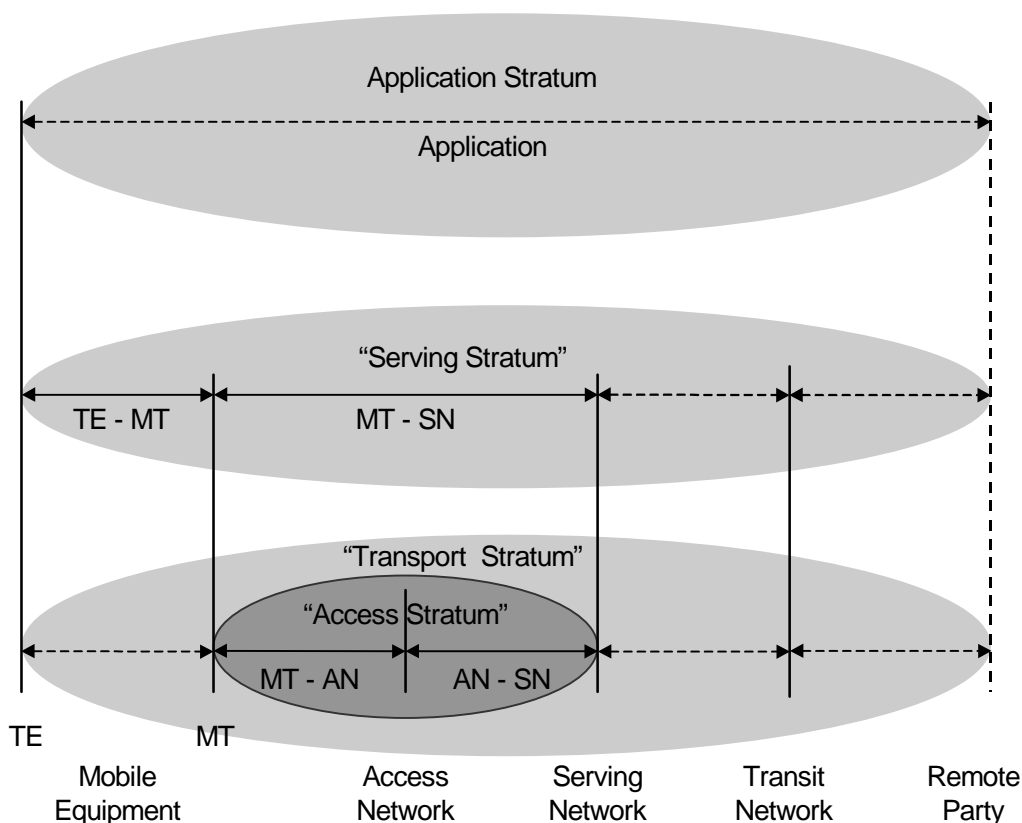 Application Stratum
Application
“Serving Stratum”
TE - MT
MT - SN
“Transport Stratum”
“Access Stratum”
MT - AN
AN - SN
TE
MT
Mobile
Equipment
Access
Network
Serving
Network
Transit
Network
Remote
Party